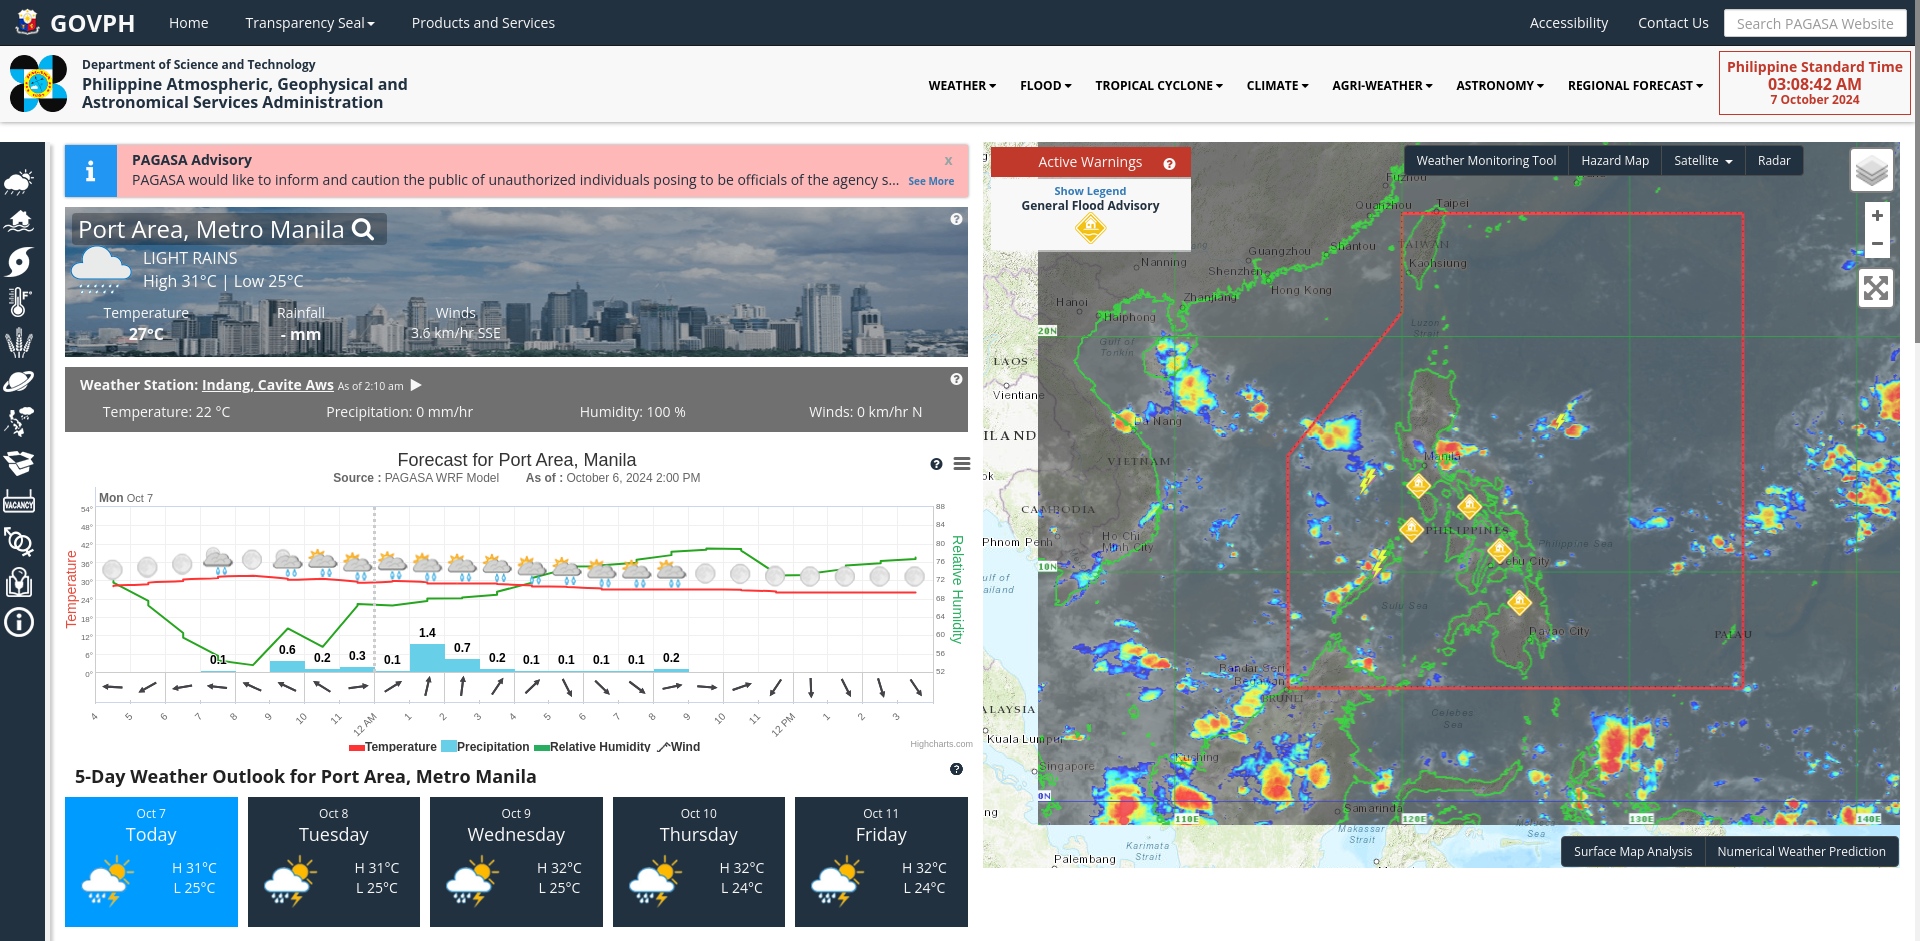 GOVPH
Home
Transparency Seal
Products and Services
Accessibility
Contact Us
Search PAGASA Website
Department of Science and Technology
Philippine Atmospheric, Geophysical and
Astronomical Services Administration
WEATHER
FLOOD
TROPICAL CYCLONE
CLIMATE
AGRI-WEATHER
ASTRONOMY
REGIONAL FORECAST
Philippine Standard Time
03:08:42 AM
7 October 2024
VACANCY
PAGASA Advisory
x
PAGASA would like to inform and caution the public of unauthorized individuals posing to be officials of the agency s... See More
Port Area, Metro Manila
LIGHT RAINS
High 31°C | Low 25°C
Temperature Rainfall Winds
27°C - mm 3.6 km/hr SSE
Weather Station: Indang, Cavite Aws As of 2:10 am
Temperature: 22 °C Precipitation: 0 mm/hr Humidity: 100 % Winds: 0 km/hr N
Forecast for Port Area, Manila
Source : PAGASA WRF Model As of : October 6, 2024 2:00 PM
Mon Oct 7
54° 88
48° 84
42° 80
36° 76
30° 72
24° 68
18° 64
12° 60
6° 56
0° 52
Temperature
Relative Humidity
0.1 0.6 0.2 0.3 0.1 1.4 0.7 0.2 0.1 0.1 0.1 0.1 0.2
4 5 6 7 8 9 10 11 12 AM 1 2 3 4 5 6 7 8 9 10 11 12 PM 1 2 3
Temperature Precipitation Relative Humidity Wind
Highcharts.com
5-Day Weather Outlook for Port Area, Metro Manila
Oct 7 Oct 8 Oct 9 Oct 10 Oct 11
Today Tuesday Wednesday Thursday Friday
H 31°C H 31°C H 32°C H 32°C H 32°C
L 25°C L 25°C L 25°C L 24°C L 24°C
Active Warnings
Show Legend
General Flood Advisory
Weather Monitoring Tool
Hazard Map
Satellite
Radar
+
−
Fuzhou
Quanzhou
Taipei
Guangzhou
Shantou
TAIWAN
Nanning
Shenzhen
Kaohsiung
Hanoi
Zhanjiang
Hong Kong
Haiphong
20N
Luzon
Strait
Gulf of
Tonkin
LAOS
Vientiane
Da Nang
ILAND
VIETNAM
Manila
CAMBODIA
PHILIPPINES
Phnom Penh
Ho Chi
Minh City
Philippine Sea
10N
Cebu City
ulf of
ailand
Sulu Sea
Davao City
PALAU
Bandar Seri
Begawan
BRUNEI
ALAYSIA
Celebes
Sea
Kuala Lumpur
Kuching
Singapore
0N
Samarinda
110E
120E
130E
140E
Makassar
Strait
Molucca
Sea
Karimata
Strait
Palembang
Surface Map Analysis
Numerical Weather Prediction